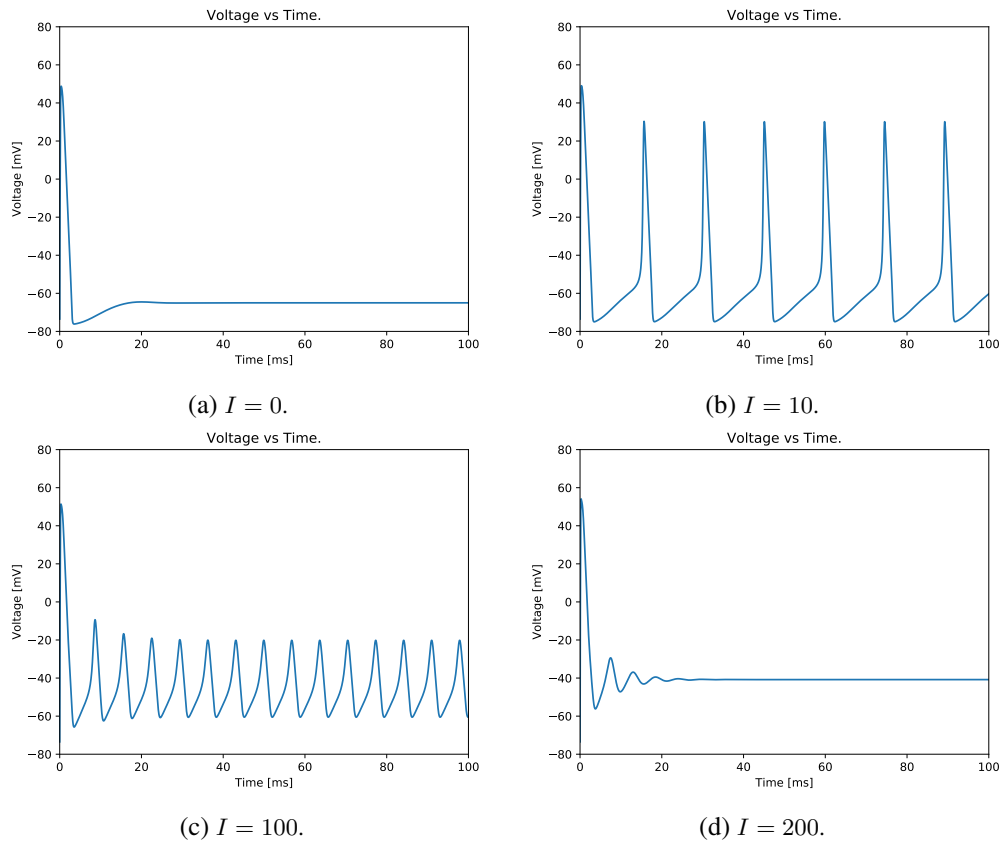 Voltage vs Time.
80
60
40
20
0
−20
−40
−60
−80
Voltage [mV]
0 20 40 60 80 100
Time [ms]
(a) I = 0.
Voltage vs Time.
80
60
40
20
0
−20
−40
−60
−80
Voltage [mV]
0 20 40 60 80 100
Time [ms]
(b) I = 10.
Voltage vs Time.
80
60
40
20
0
−20
−40
−60
−80
Voltage [mV]
0 20 40 60 80 100
Time [ms]
(c) I = 100.
Voltage vs Time.
80
60
40
20
0
−20
−40
−60
−80
Voltage [mV]
0 20 40 60 80 100
Time [ms]
(d) I = 200.